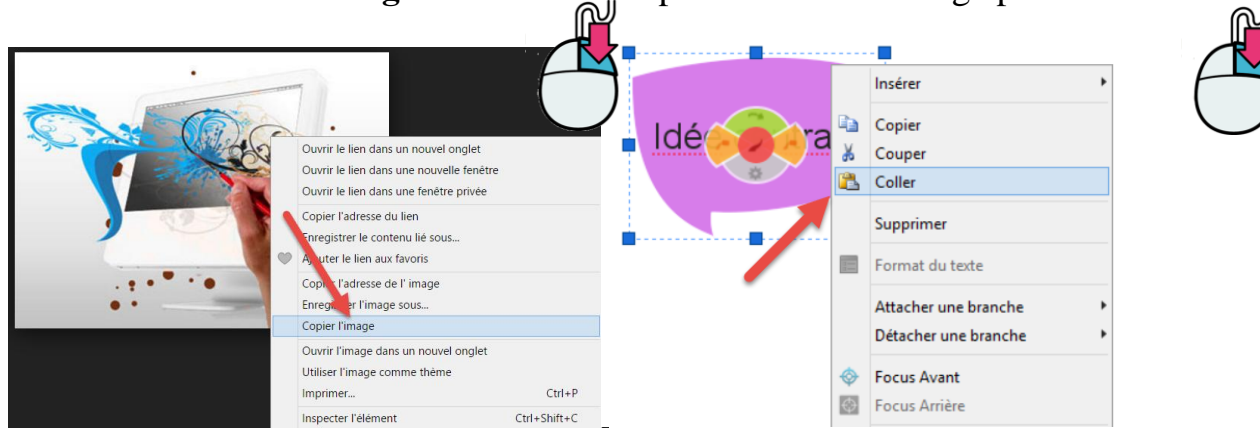 Ouvrir le lien dans un nouvel onglet
Ouvrir le lien dans une nouvelle fenêtre
Ouvrir le lien dans une fenêtre privée
Copier l'adresse du lien
Enregistrer le contenu lié sous...
Ajouter le lien aux favoris
Copier l'adresse de l' image
Enregistrer l'image sous...
Copier l'image
Ouvrir l'image dans un nouvel onglet
Utiliser l'image comme thème
Imprimer... Ctrl+P
Inspecter l'élément Ctrl+Shift+C
Insérer
Copier
Couper
Coller
Supprimer
Format du texte
Attacher une branche
Détacher une branche
Focus Avant
Focus Arrière